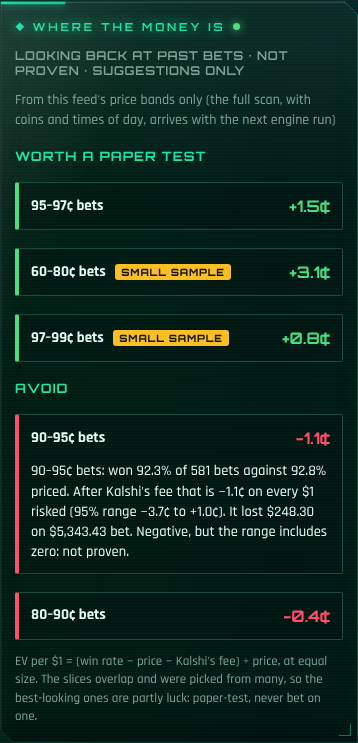 WHERE THE MONEY IS
LOOKING BACK AT PAST BETS · NOT
PROVEN · SUGGESTIONS ONLY
From this feed's price bands only (the full scan, with
coins and times of day, arrives with the next engine run)
WORTH A PAPER TEST
95–97¢ bets +1.5¢
60–80¢ bets SMALL SAMPLE +3.1¢
97–99¢ bets SMALL SAMPLE +0.8¢
AVOID
90–95¢ bets −1.1¢
90–95¢ bets: won 92.3% of 581 bets against 92.8%
priced. After Kalshi's fee that is −1.1¢ on every $1
risked (95% range −3.7¢ to +1.0¢). It lost $248.30
on $5,343.43 bet. Negative, but the range includes
zero: not proven.
80–90¢ bets −0.4¢
EV per $1 = (win rate − price − Kalshi's fee) ÷ price, at equal
size. The slices overlap and were picked from many, so the
best-looking ones are partly luck: paper-test, never bet on
one.